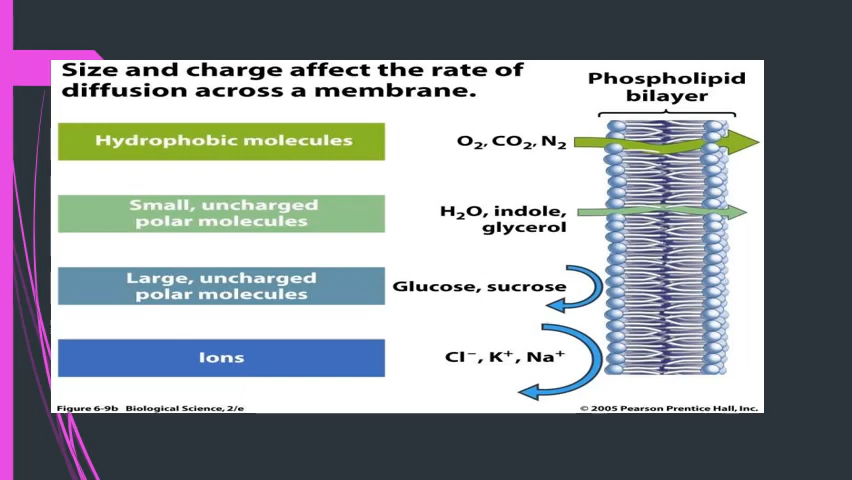 Size and charge affect the rate of
diffusion across a membrane.
Phospholipid
bilayer
Hydrophobic molecules
O₂, CO₂, N₂
Small, uncharged
polar molecules
H₂O, indole,
glycerol
Large, uncharged
polar molecules
Glucose, sucrose
Ions
Cl⁻, K⁺, Na⁺
Figure 6-9b Biological Science, 2/e
© 2005 Pearson Prentice Hall, Inc.